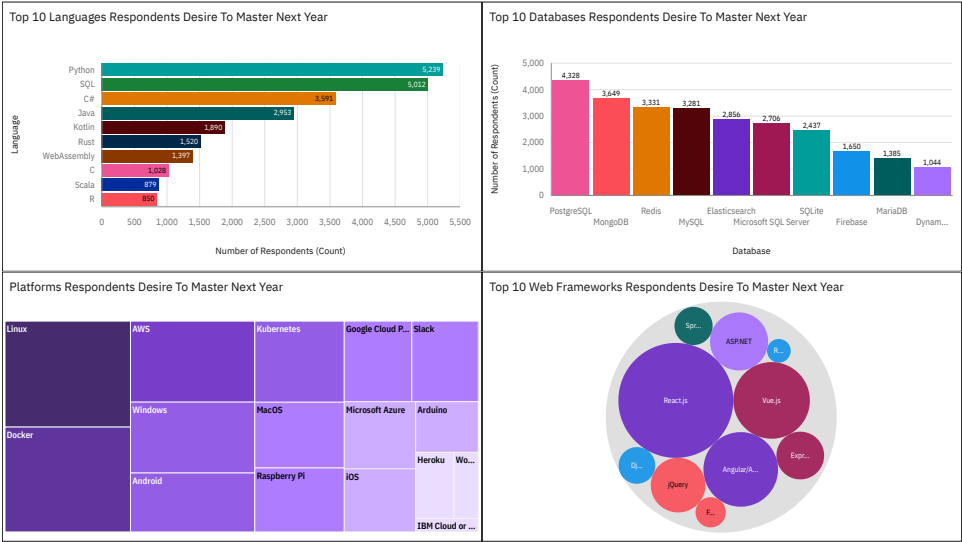 Top 10 Languages Respondents Desire To Master Next Year
Language
Python
5,239
SQL
5,012
C#
3,591
Java
2,953
Kotlin
1,890
Rust
1,520
WebAssembly
1,397
C
1,028
Scala
879
R
850
0 500 1,000 1,500 2,000 2,500 3,000 3,500 4,000 4,500 5,000 5,500
Number of Respondents (Count)
Top 10 Databases Respondents Desire To Master Next Year
Number of Respondents (Count)
5,000
4,000
3,000
2,000
1,000
0
4,328
3,649
3,331
3,281
2,856
2,706
2,437
1,650
1,385
1,044
PostgreSQL Redis Elasticsearch SQLite MariaDB
MongoDB MySQL Microsoft SQL Server Firebase Dynam...
Database
Platforms Respondents Desire To Master Next Year
Linux
AWS
Kubernetes
Google Cloud P...
Slack
Windows
MacOS
Microsoft Azure
Arduino
Docker
Heroku
Wo...
Raspberry Pi
iOS
Android
IBM Cloud or ...
Top 10 Web Frameworks Respondents Desire To Master Next Year
Spr...
ASP.NET
R...
React.js
Vue.js
Expr...
Dj...
Angular/A...
jQuery
F...